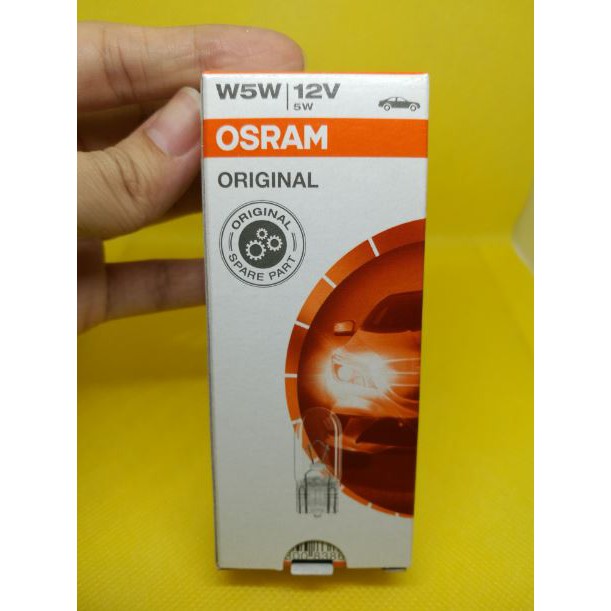 W5W | 12V
5W
OSRAM
ORIGINAL
ORIGINAL
SPARE PART